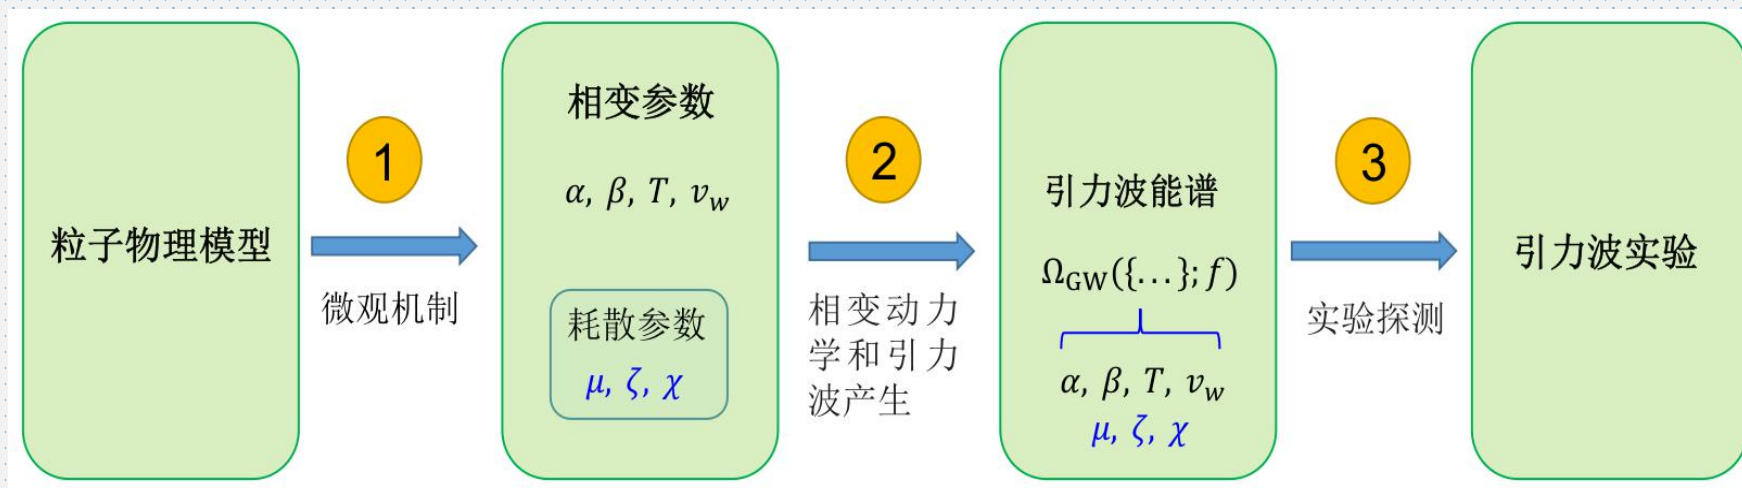 粒子物理模型
1
微观机制
相变参数
α, β, T, v_w
耗散参数
μ, ζ, χ
2
相变动力
学和引力
波产生
引力波能谱
Ω_GW({…}; f)
α, β, T, v_w
μ, ζ, χ
3
实验探测
引力波实验